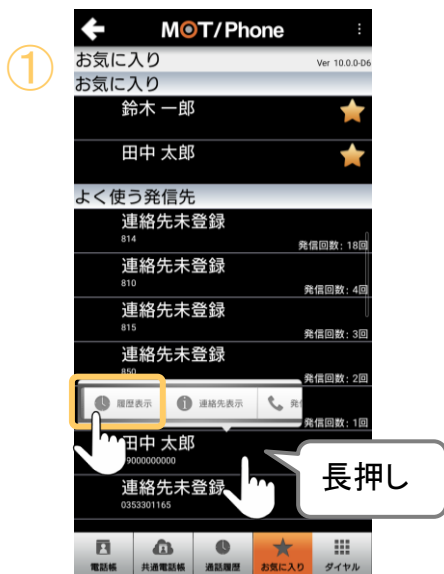 ①
MOT/Phone
お気に入り
Ver 10.0.0-D6
お気に入り
鈴木 一郎
田中 太郎
よく使う発信先
連絡先未登録
814
発信回数: 18回
連絡先未登録
810
発信回数: 4回
連絡先未登録
815
発信回数: 3回
連絡先未登録
850
発信回数: 2回
履歴表示
連絡先表示
発
発信回数: 1回
田中 太郎
9000000000
長押し
連絡先未登録
0353301165
電話帳
共通電話帳
通話履歴
お気に入り
ダイヤル